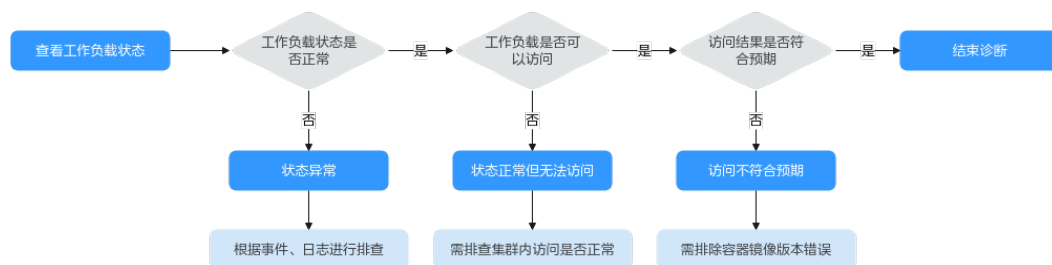 查看工作负载状态
工作负载状态是
否正常
是
工作负载是否可
以访问
是
访问结果是否符
合预期
是
结束诊断
否
否
否
状态异常
状态正常但无法访问
访问不符合预期
根据事件、日志进行排查
需排查集群内访问是否正常
需排除容器镜像版本错误